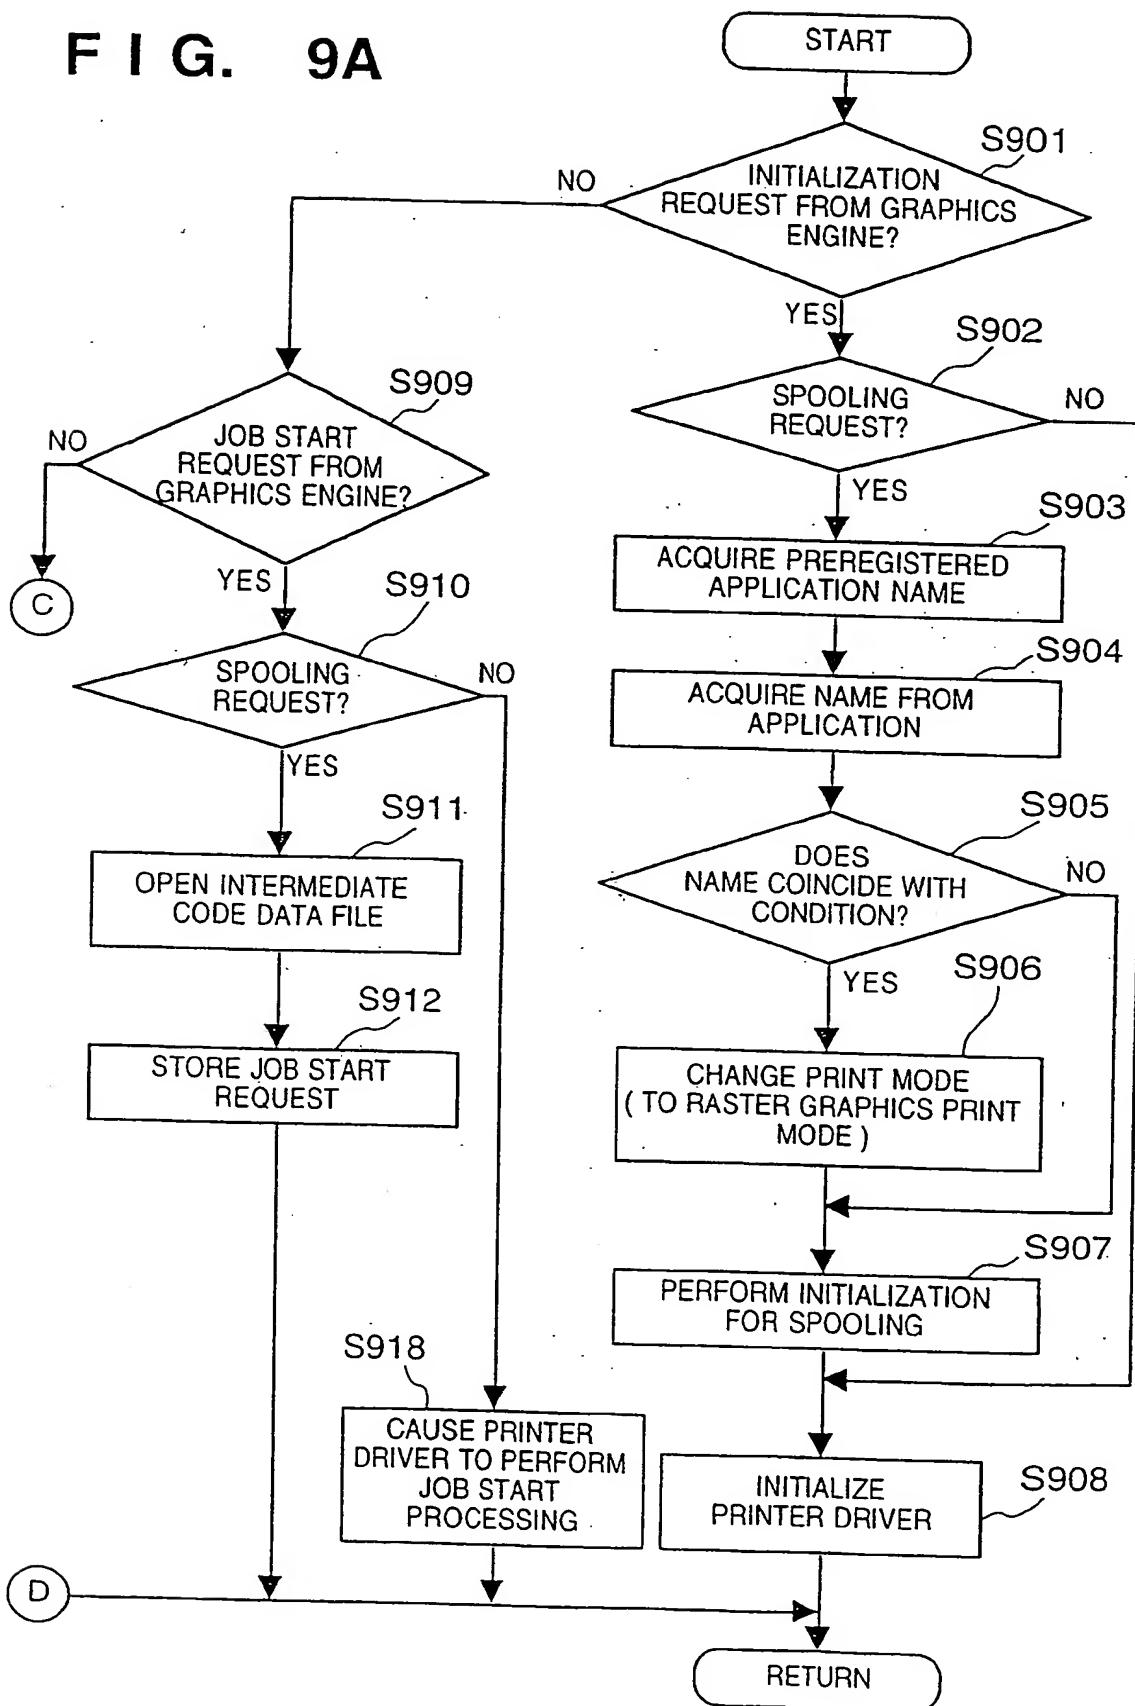 FIG. 9A
START
S901
INITIALIZATION
REQUEST FROM GRAPHICS
ENGINE?
NO
YES
S902
SPOOLING
REQUEST?
NO
YES
S903
ACQUIRE PREREGISTERED
APPLICATION NAME
S904
ACQUIRE NAME FROM
APPLICATION
S905
DOES
NAME COINCIDE WITH
CONDITION?
NO
YES
S906
CHANGE PRINT MODE
( TO RASTER GRAPHICS PRINT
MODE )
S907
PERFORM INITIALIZATION
FOR SPOOLING
S908
INITIALIZE
PRINTER DRIVER
S909
JOB START
REQUEST FROM
GRAPHICS ENGINE?
NO
C
YES
S910
SPOOLING
REQUEST?
NO
YES
S911
OPEN INTERMEDIATE
CODE DATA FILE
S912
STORE JOB START
REQUEST
S918
CAUSE PRINTER
DRIVER TO PERFORM
JOB START
PROCESSING
D
RETURN